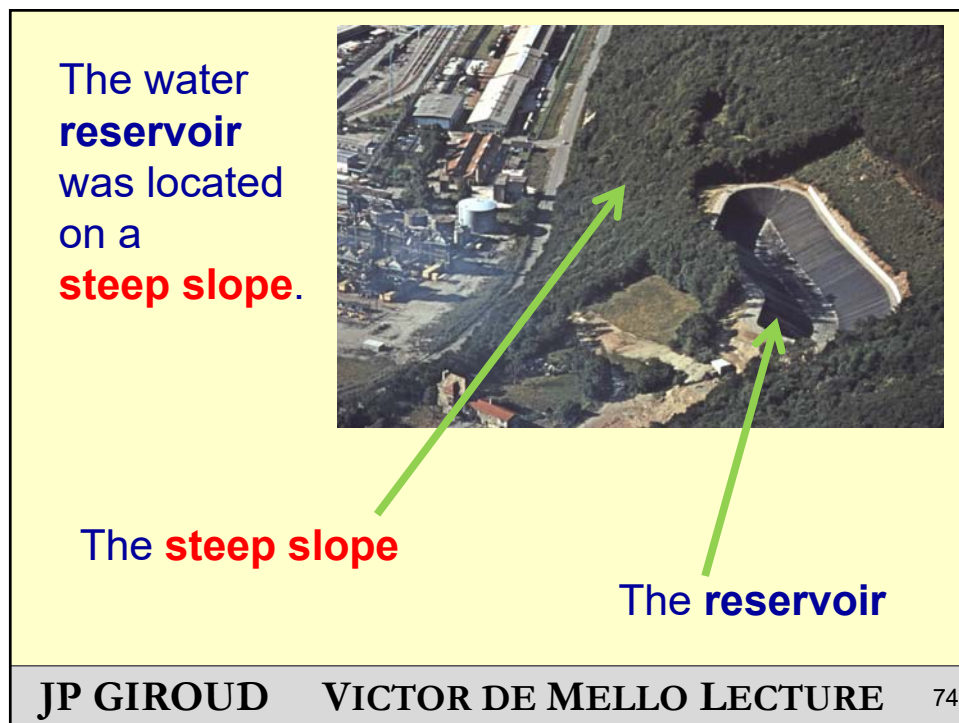 The water
reservoir
was located
on a
steep slope.
The steep slope
The reservoir
JP GIROUD VICTOR DE MELLO LECTURE 74